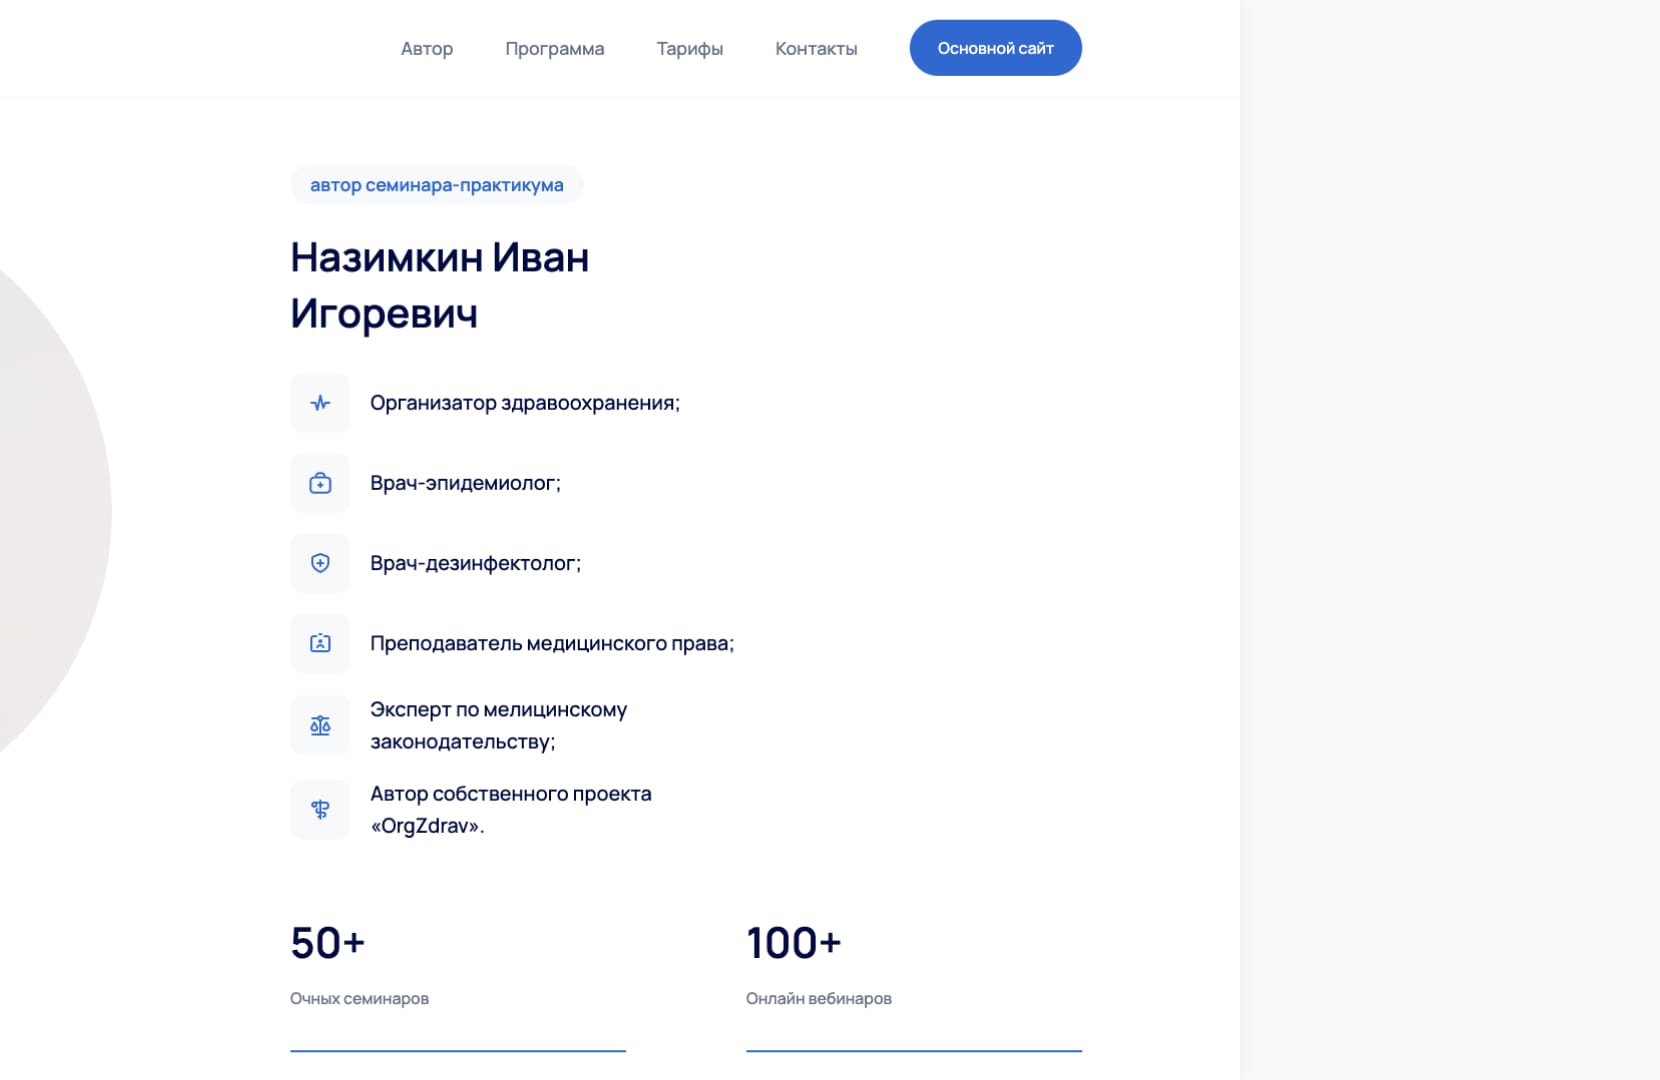 Автор
Программа
Тарифы
Контакты
Основной сайт
автор семинара-практикума
Назимкин Иван
Игоревич
Организатор здравоохранения;
Врач-эпидемиолог;
Врач-дезинфектолог;
Преподаватель медицинского права;
Эксперт по мелицинскому
законодательству;
Автор собственного проекта
«OrgZdrav».
50+
Очных семинаров
100+
Онлайн вебинаров